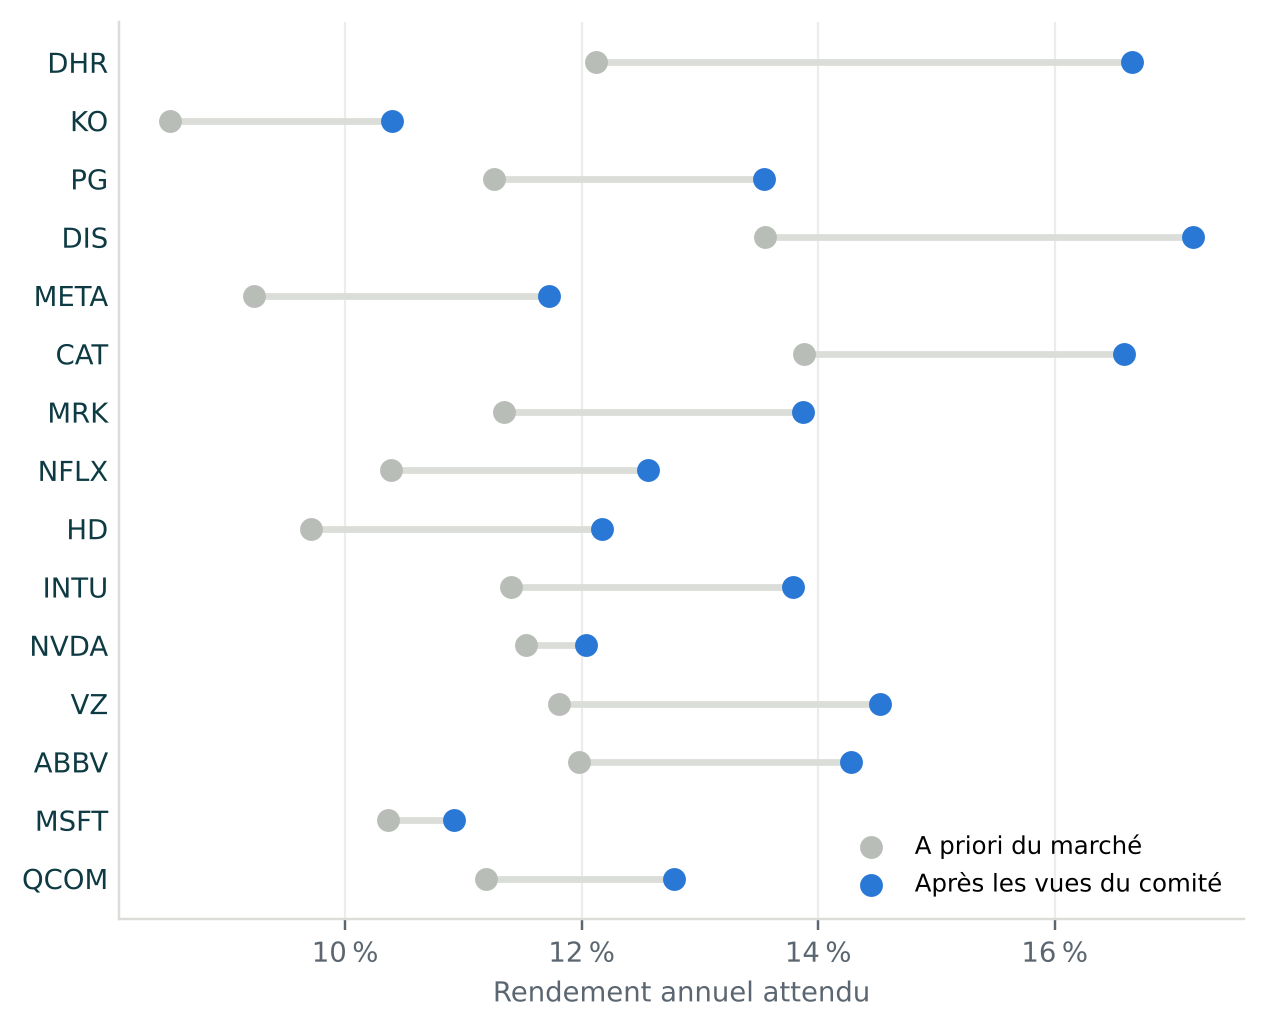 DHR
KO
PG
DIS
META
CAT
MRK
NFLX
HD
INTU
NVDA
VZ
ABBV
MSFT
QCOM
A priori du marché
Après les vues du comité
10 % 12 % 14 % 16 %
Rendement annuel attendu